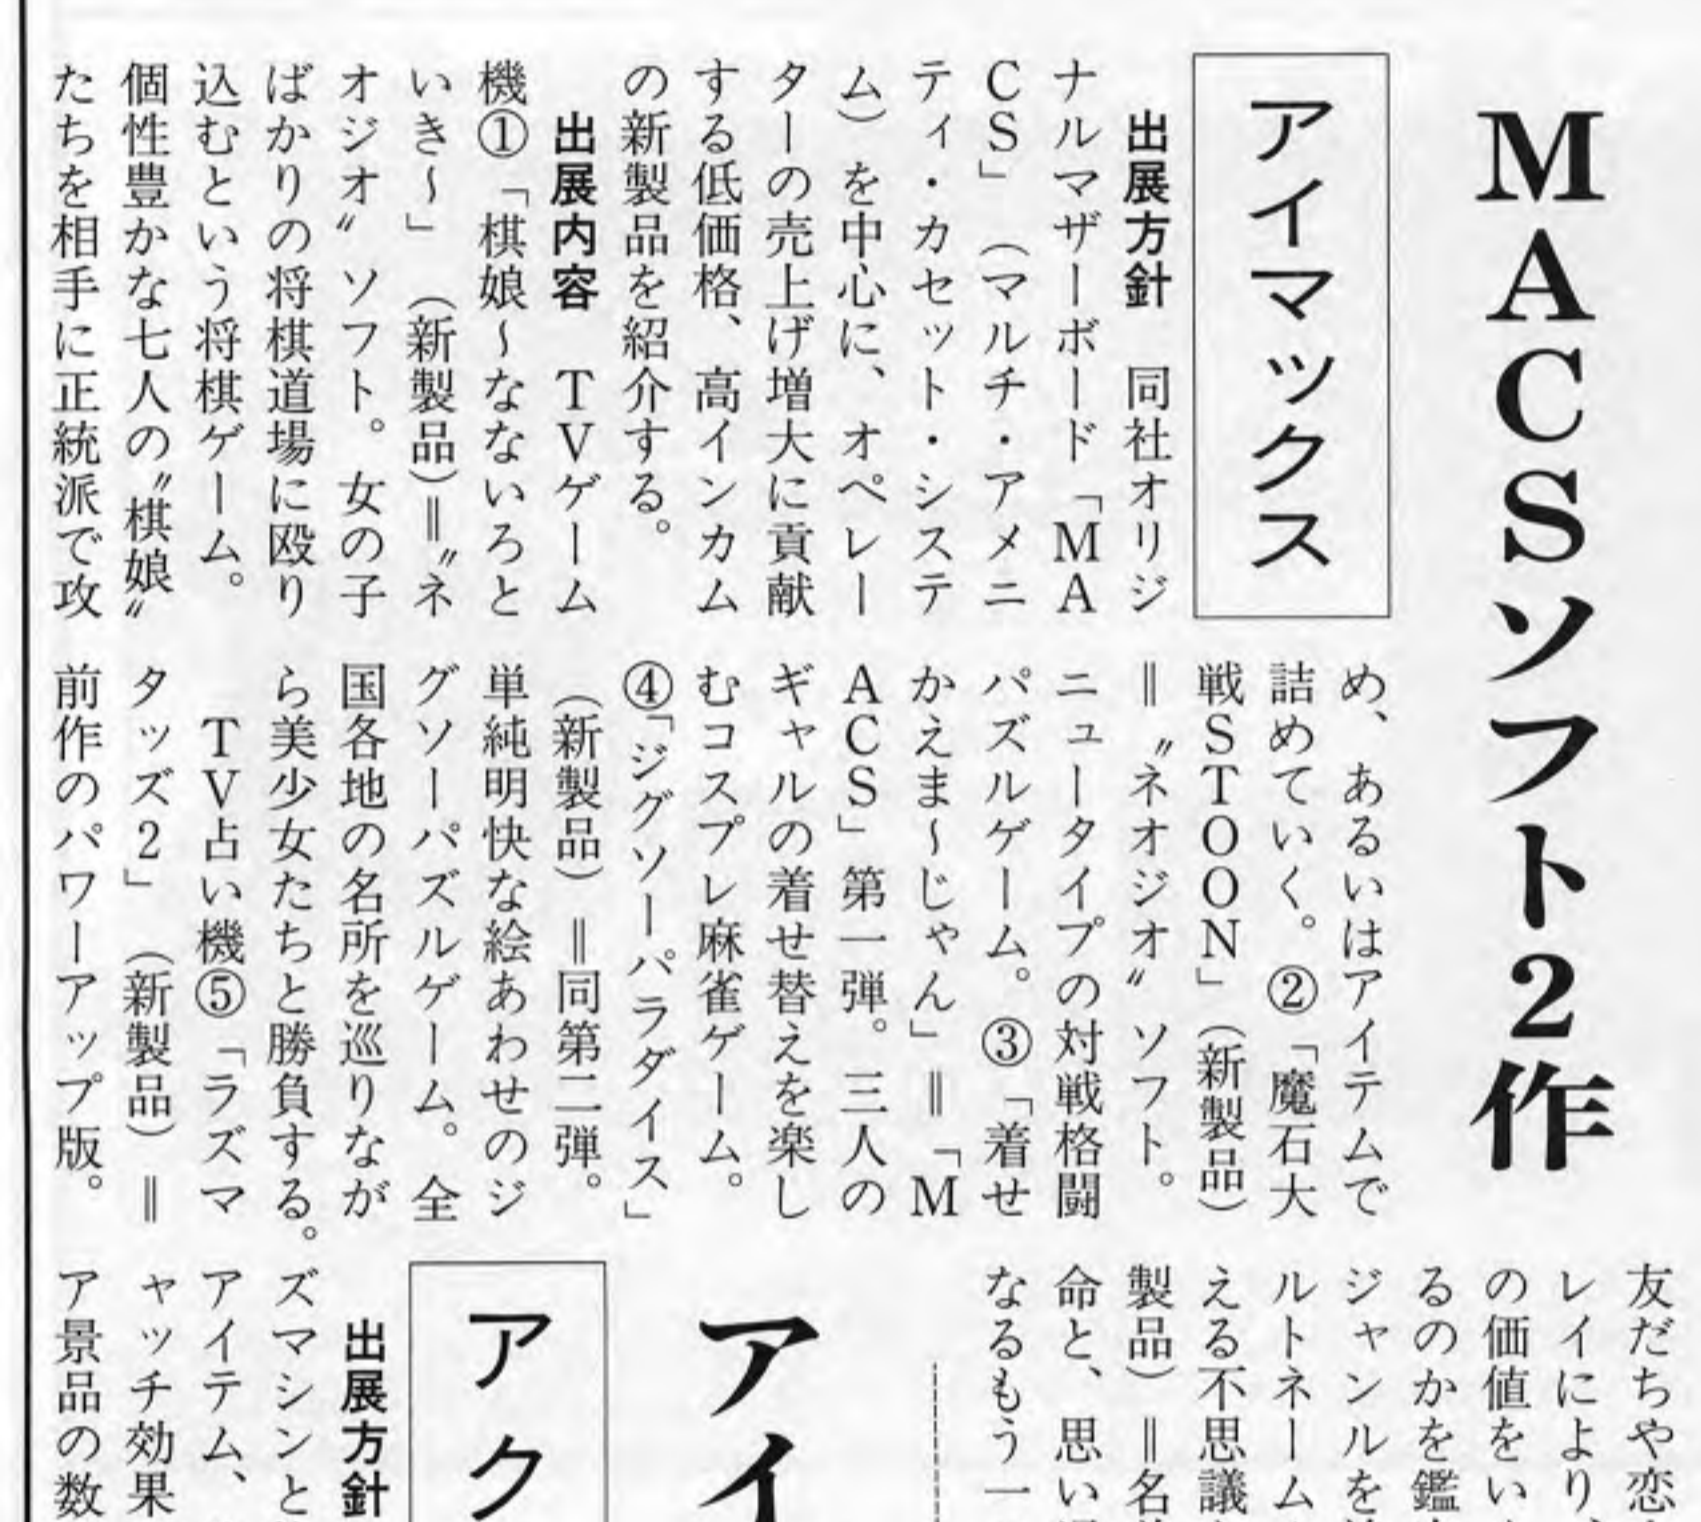 MACSソフト2作
アイマックス
出展方針　同社オリジ
ナルマザーボード「MA
CS」（マルチ・アメニ
ティ・カセット・システ
ム）を中心に、オペレー
ターの売上げ増大に貢献
する低価格、高インカム
の新製品を紹介する。
出展内容　TVゲーム
機①「棋娘～なないろと
いき～」（新製品）＝〝ネ
オジオ〟ソフト。女の子
ばかりの将棋道場に殴り
込むという将棋ゲーム。
個性豊かな七人の〝棋娘〟
たちを相手に正統派で攻
め、あるいはアイテムで
詰めていく。②「魔石大
戦STOON」（新製品）
＝〝ネオジオ〟ソフト。
ニュータイプの対戦格闘
パズルゲーム。③「着せ
かえま～じゃん」＝「M
ACS」第一弾。三人の
ギャルの着せ替えを楽し
むコスプレ麻雀ゲーム。
④「ジグソーパラダイス」
（新製品）＝同第二弾。
単純明快な絵あわせのジ
グソーパズルゲーム。全
国各地の名所を巡りなが
ら美少女たちと勝負する。
TV占い機⑤「ラズマ
タッズ2」（新製品）＝
前作のパワーアップ版。
友だちや恋
レイにより、
の価値をい
るのかを鑑
ジャンルを
ルトネーム
える不思議
製品）＝名
命と、思い
なるもう一
アイ
アク
出展方針
ズマシンと
アイテム、
ャッチ効果
ア景品の数